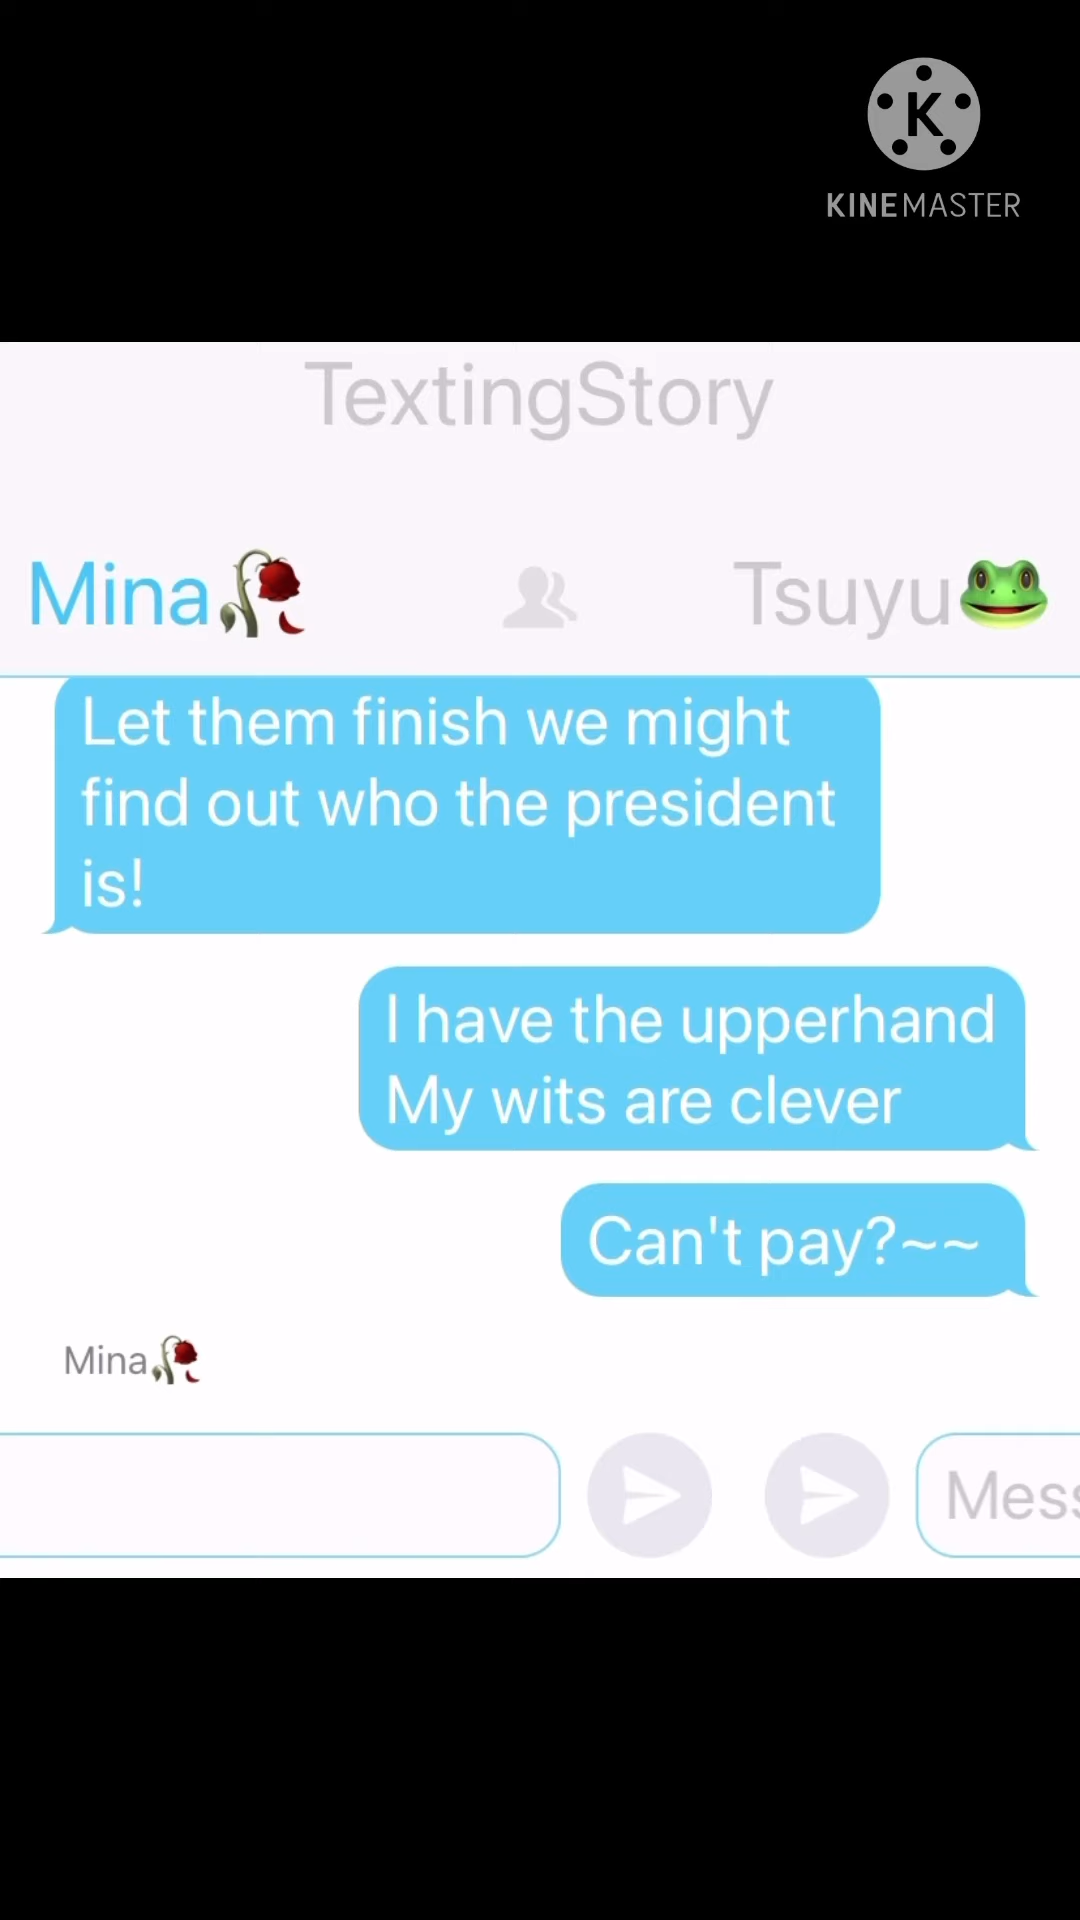 K
KINEMASTER
TextingStory
Mina🥀
Tsuyu🐸
Let them finish we might
find out who the president
is!
I have the upperhand
My wits are clever
Can't pay?~~
Mina🥀
Mess